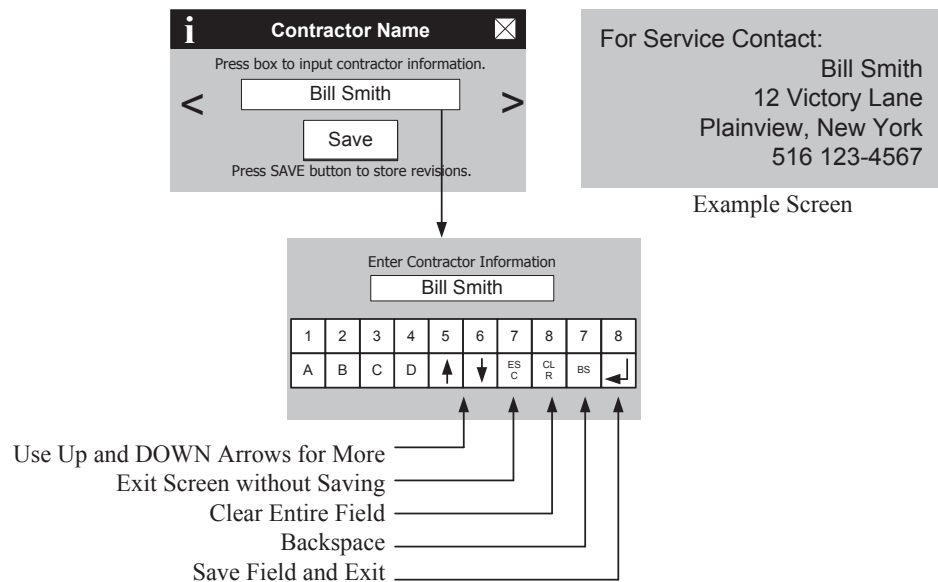 i Contractor Name
Press box to input contractor information.
< Bill Smith >
Save
Press SAVE button to store revisions.
For Service Contact:
Bill Smith
12 Victory Lane
Plainview, New York
516 123-4567
Example Screen
Enter Contractor Information
Bill Smith
1 2 3 4 5 6 7 8 7 8
A B C D ES C CL R BS
Use Up and DOWN Arrows for More
Exit Screen without Saving
Clear Entire Field
Backspace
Save Field and Exit